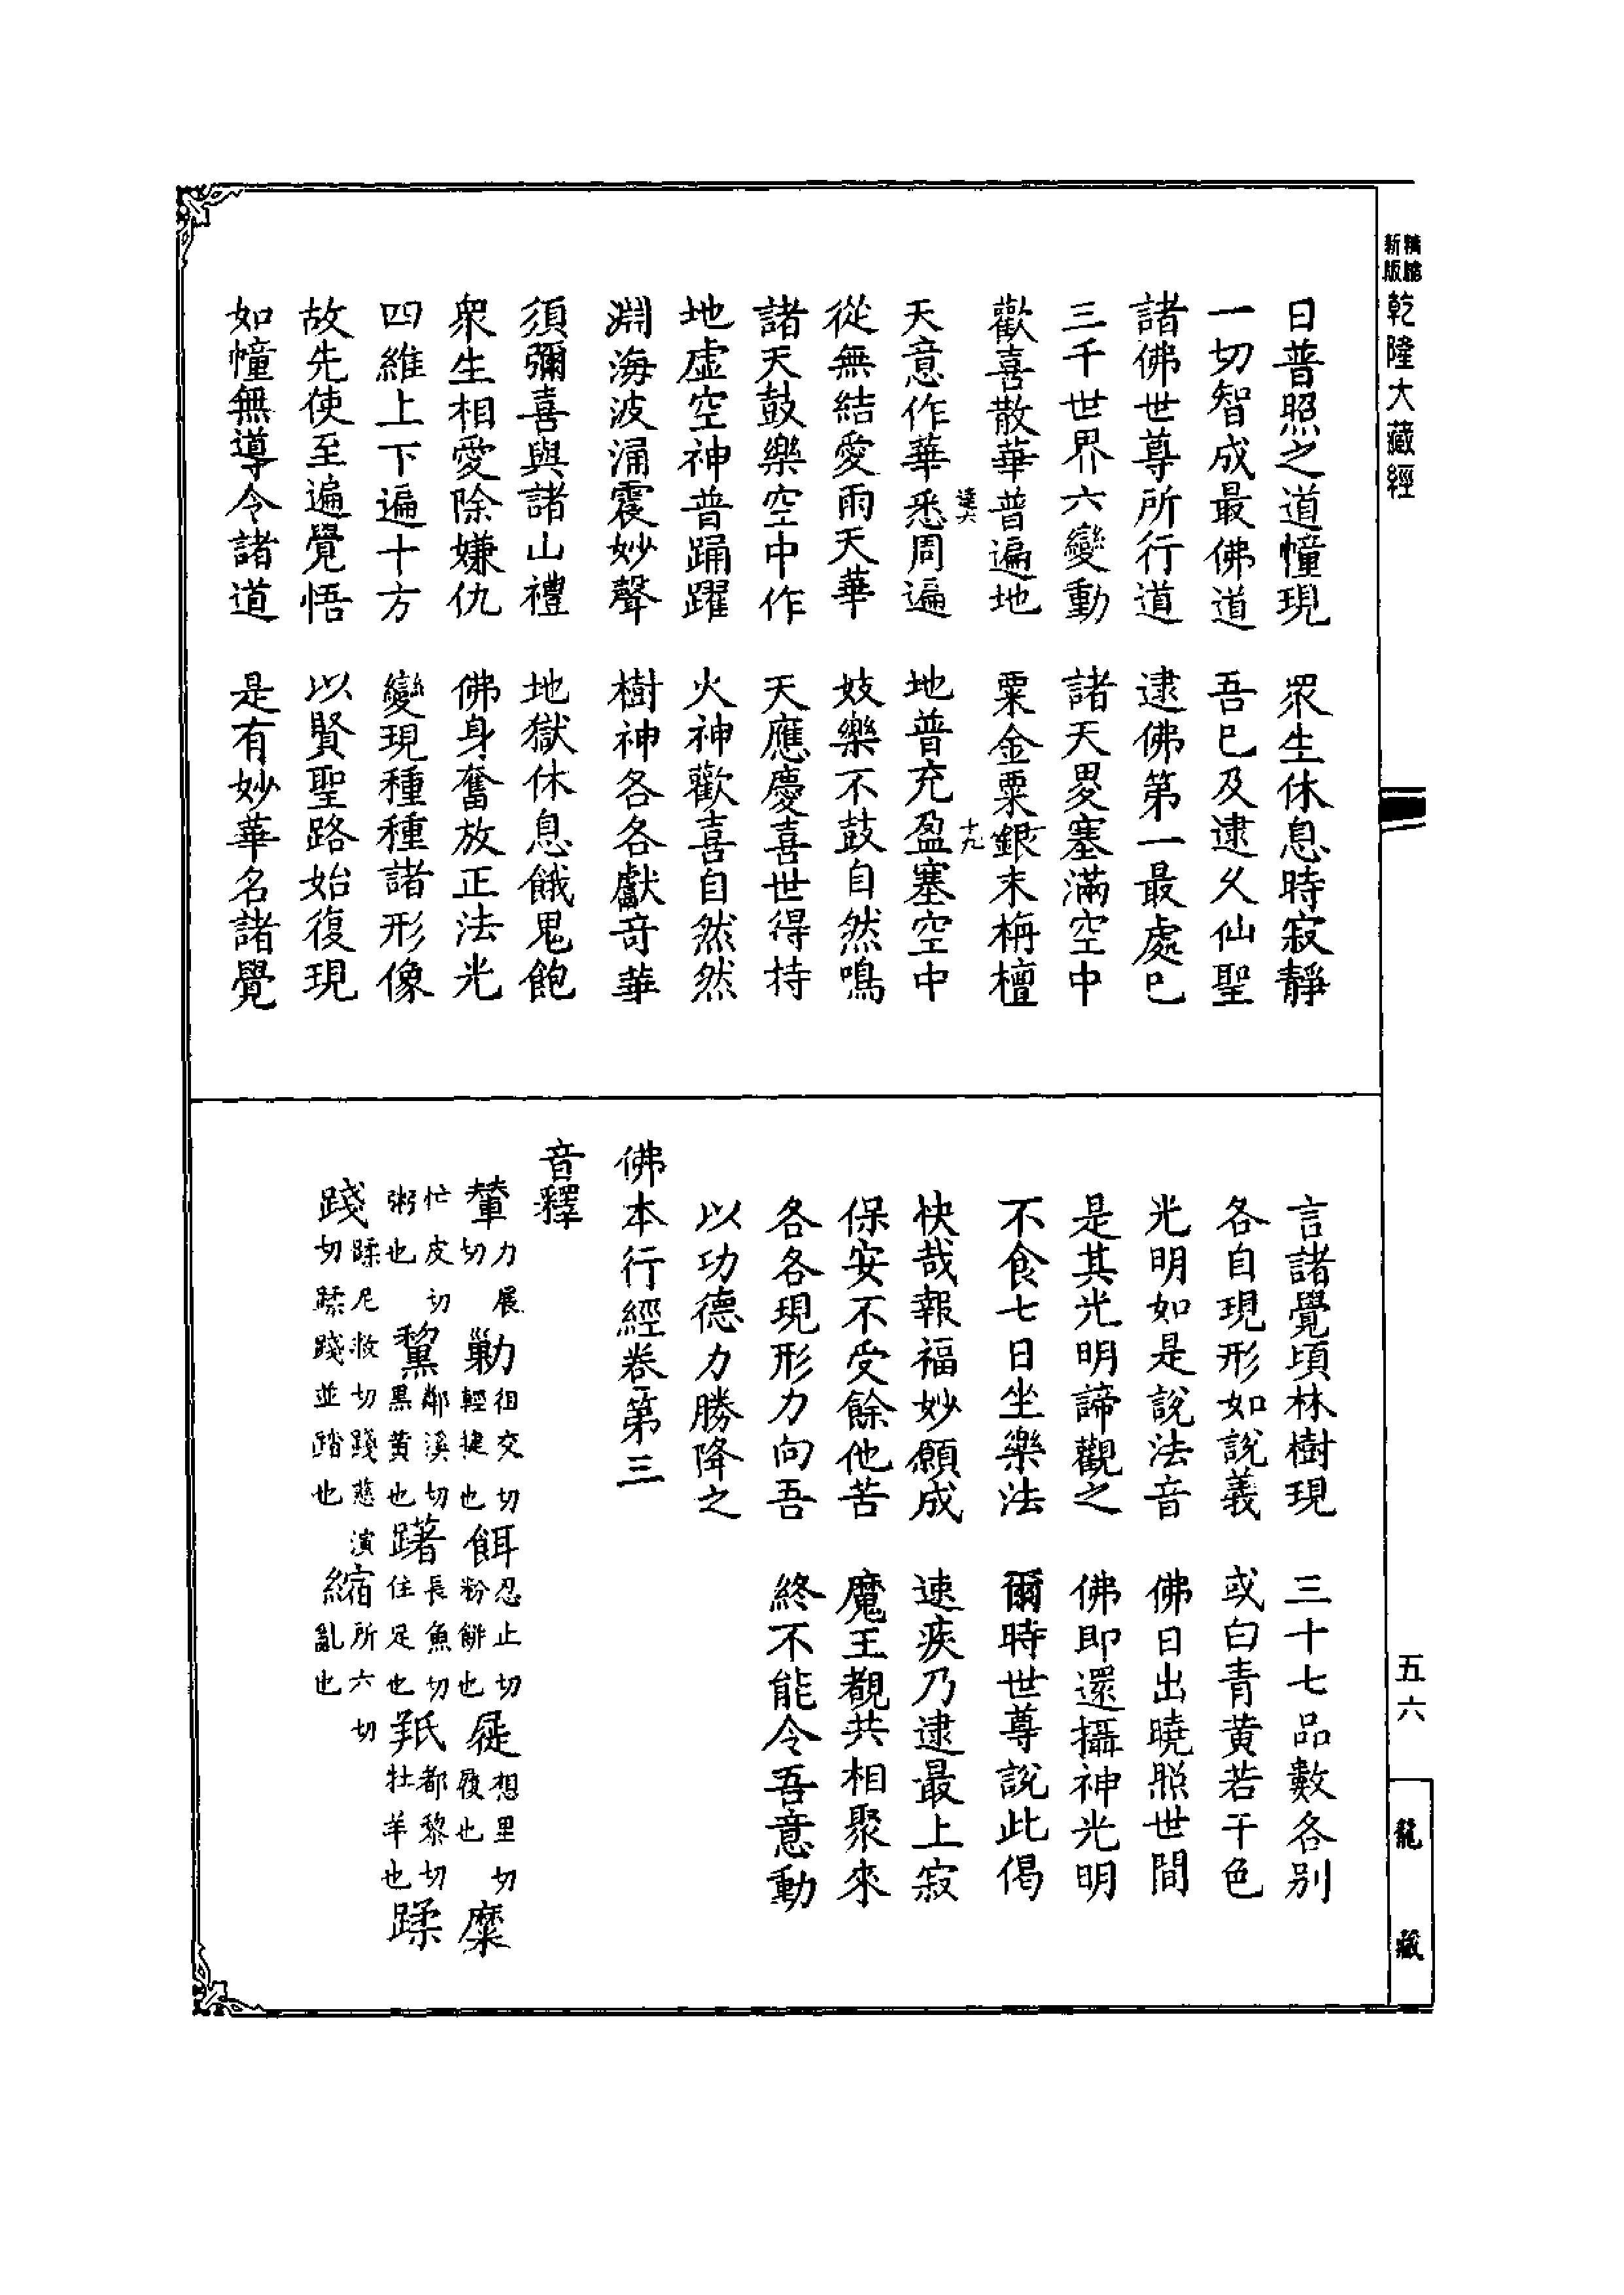 新版
乾隆大藏經
日普照之道幢現　眾生休息時寂靜
一切智成最佛道　吾已及逮久仙聖
諸佛世尊所行道　逮佛第一最處已
三千世界六變動　諸天畟塞滿空中
歡喜散華普遍地　粟金粟銀末栴檀
達六　十九
天意作華悉周遍　地普充盈塞空中
從無結愛雨天華　妓樂不鼓自然鳴
諸天鼓樂空中作　天應慶喜世得持
地虛空神普踊躍　火神歡喜自然然
淵海波涌震妙聲　樹神各各獻奇華
須彌喜與諸山禮　地獄休息餓鬼飽
眾生相愛除嫌仇　佛身奮放正法光
四維上下遍十方　變現種種諸形像
故先使至遍覺悟　以賢聖路始復現
如幢無導令諸道　是有妙華名諸覺
言諸覺頃林樹現　三十七品數各別
各自現形如說義　或白青黃若干色
光明如是說法音　佛日出曉照世間
是其光明諦觀之　佛即還攝神光明
不食七日坐樂法　爾時世尊說此偈
快哉報福妙願成　速疾乃逮最上寂
保安不受餘他苦　魔王覩共相聚來
各各現形力向吾　終不能令吾意動
以功德力勝降之
佛本行經卷第三
音釋
輦力展切　勦徂交切輕捷也　餌忍止切粉餅也　屣想里切履也　糜
忙皮切粥也　黧鄰溪切黑黃也　躇長魚切住足也　羝都黎切牡羊也　蹂
踐蹂尼救切踐慈演切蹂踐並踏也　縮所六切亂也
五六
龍藏